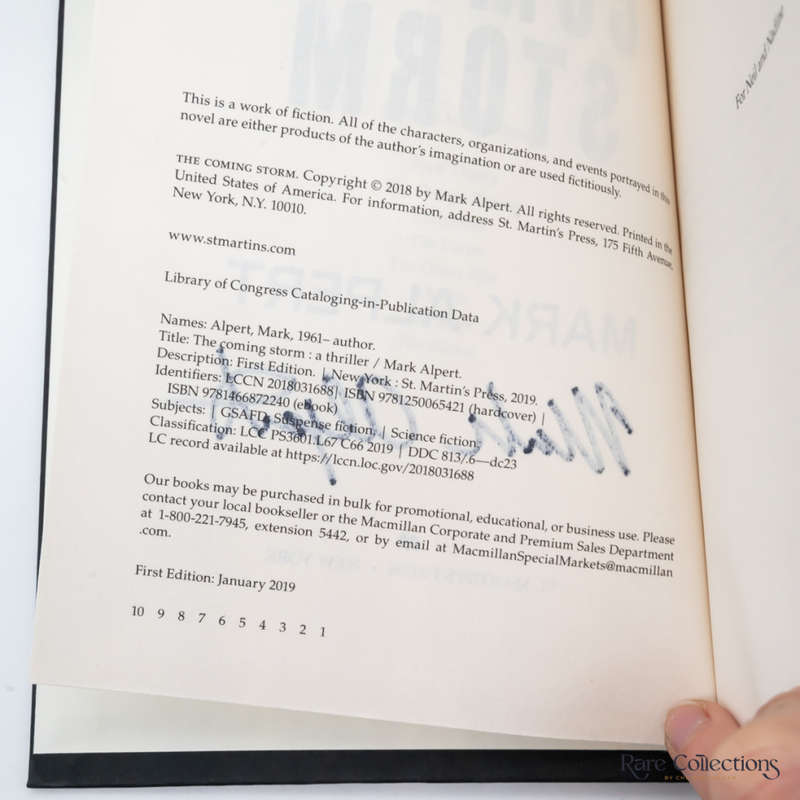 This is a work of fiction. All of the characters, organizations, and events portrayed in this
novel are either products of the author's imagination or are used fictitiously.
THE COMING STORM. Copyright © 2018 by Mark Alpert. All rights reserved. Printed in the
United States of America. For information, address St. Martin's Press, 175 Fifth Avenue,
New York, N.Y. 10010.
www.stmartins.com
Library of Congress Cataloging-in-Publication Data
Names: Alpert, Mark, 1961– author.
Title: The coming storm : a thriller / Mark Alpert.
Description: First Edition. | New York : St. Martin's Press, 2019.
Identifiers: LCCN 2018031688| ISBN 9781250065421 (hardcover) |
ISBN 9781466872240 (ebook)
Subjects: | GSAFD: Suspense fiction. | Science fiction.
Classification: LCC PS3601.L67 C66 2019 | DDC 813/.6—dc23
LC record available at https://lccn.loc.gov/2018031688
Our books may be purchased in bulk for promotional, educational, or business use. Please
contact your local bookseller or the Macmillan Corporate and Premium Sales Department
at 1-800-221-7945, extension 5442, or by email at MacmillanSpecialMarkets@macmillan
.com.
First Edition: January 2019
10 9 8 7 6 5 4 3 2 1
For Neil and
Rare Collections